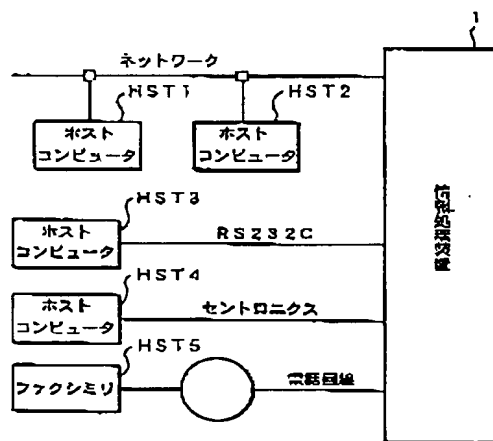 1
ネットワーク
HST1
HST2
ホスト
コンピュータ
ホスト
コンピュータ
HST3
ホスト
コンピュータ
RS232C
HST4
ホスト
コンピュータ
セントロニクス
HST5
ファクシミリ
電話回線
情報処理装置